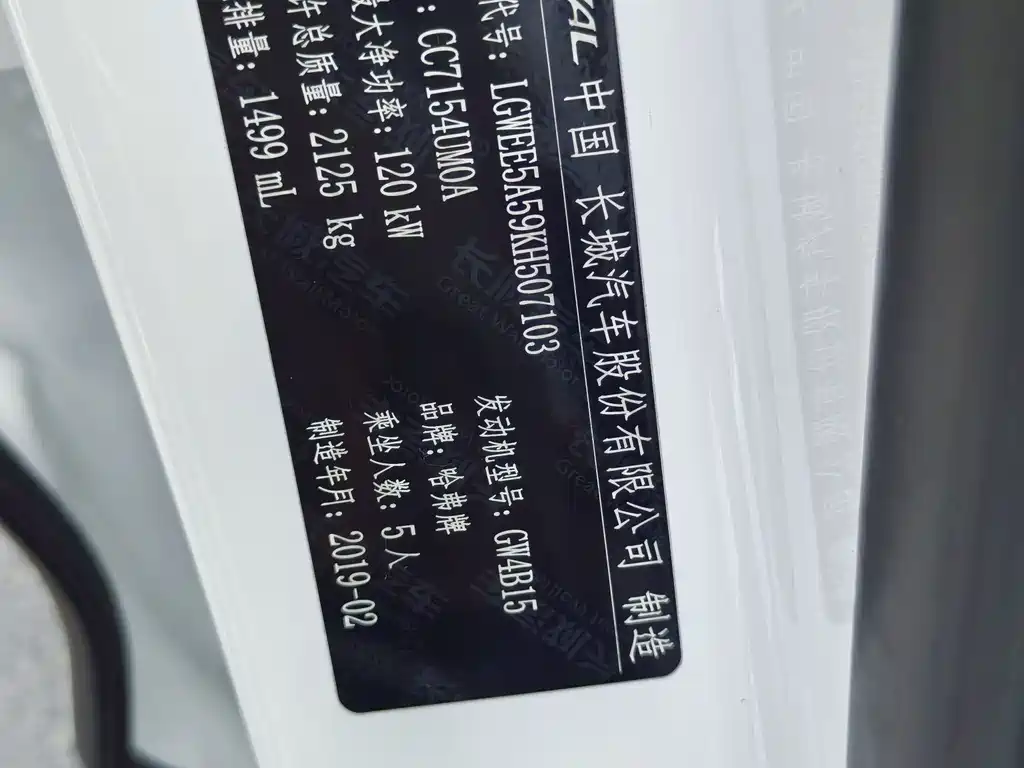 AL 中国 长城汽车股份有限公司 制造
代号: LGWEE5A59KH507103 发动机型号: GW4B15
: CC7154UM0A 品牌: 哈弗牌
大净功率: 120 kW 乘坐人数: 5 人
许总质量: 2125 kg 制造年月: 2019-02
排量: 1499 mL